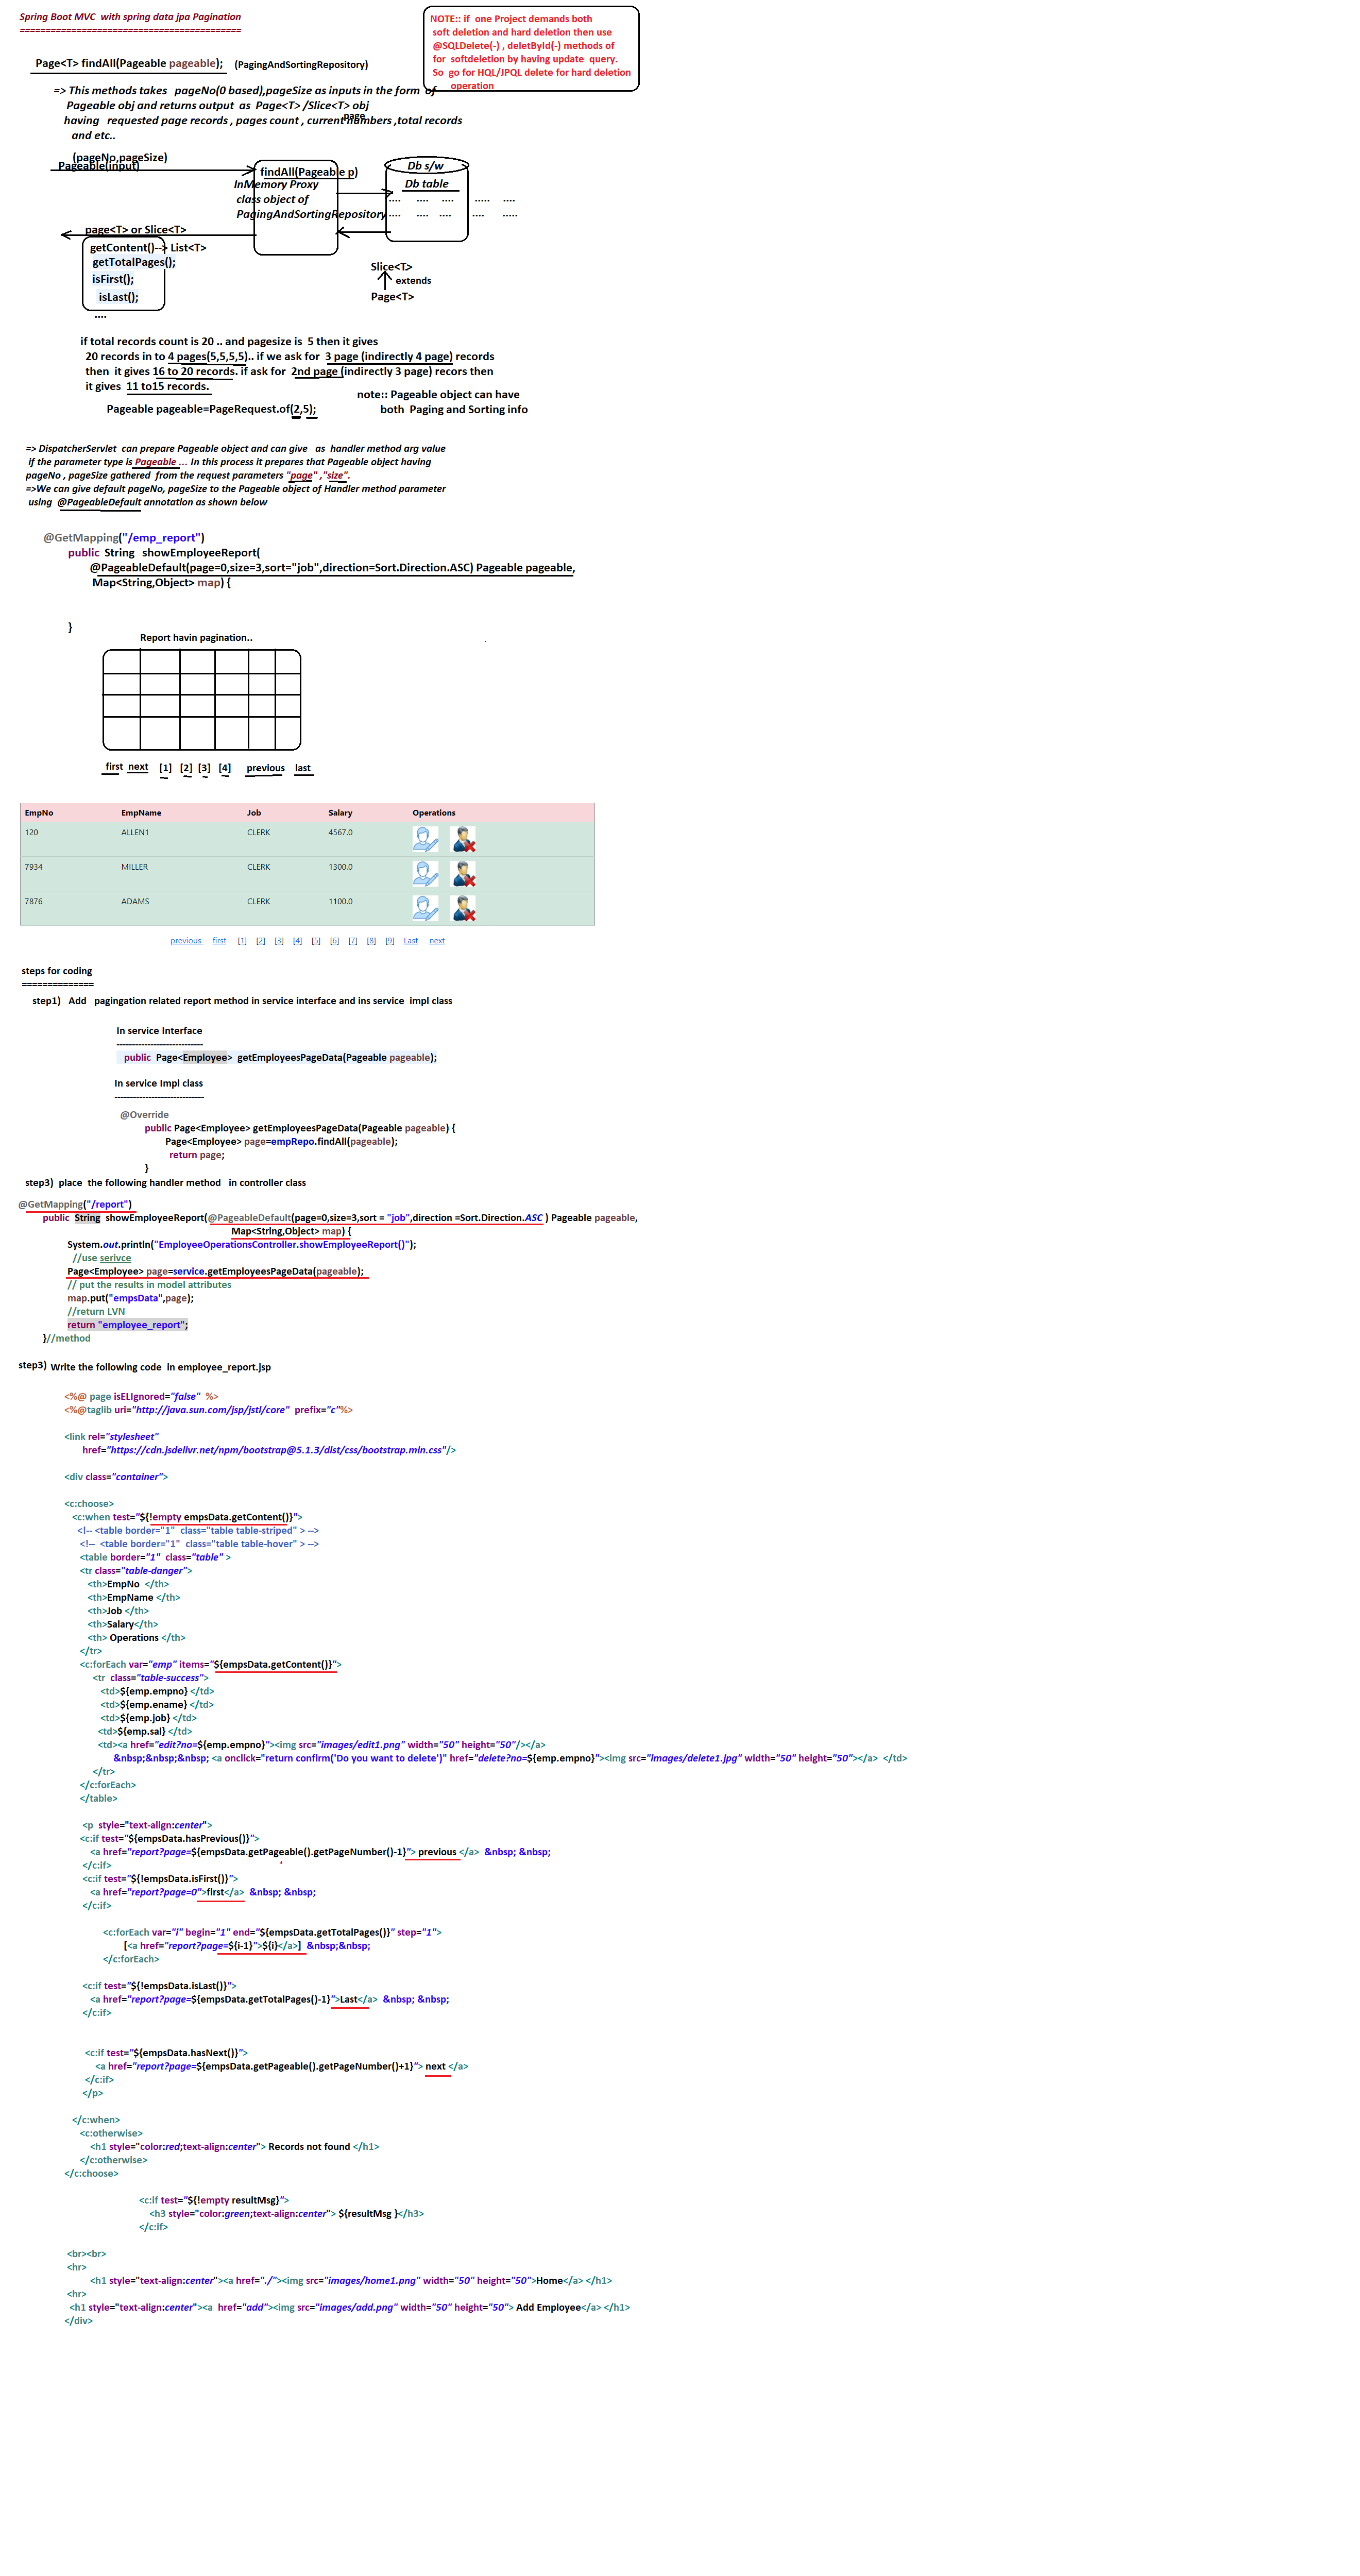 Spring Boot MVC  with spring data jpa Pagination
============================================
NOTE:: if  one Project demands both
soft deletion and hard deletion then use
@SQLDelete(-) , deletById(-) methods of
for  softdeletion by having update  query.
So  go for HQL/JPQL delete for hard deletion
operation
Page<T> findAll(Pageable pageable);   (PagingAndSortingRepository)
=> This methods takes   pageNo(0 based),pageSize as inputs in the form  of
Pageable obj and returns output  as  Page<T> /Slice<T> obj
page
having   requested page records , pages count , current numbers ,total records
and etc..
(pageNo,pageSize)
Pageable(input)
findAll(Pageable p)
InMemory Proxy
class object of
PagingAndSortingRepository
Db s/w
Db table
....   ....   ....   .....   ....
....   ....   ....   ....   .....
page<T> or Slice<T>
getContent()--> List<T>
getTotalPages();
isFirst();
isLast();
....
Slice<T>
extends
Page<T>
if total records count is 20 .. and pagesize is  5 then it gives
20 records in to 4 pages(5,5,5,5).. if we ask for  3 page (indirectly 4 page) records
then  it gives 16 to 20 records. if ask for  2nd page (indirectly 3 page) recors then
it gives  11 to15 records.
note:: Pageable object can have
both  Paging and Sorting info
Pageable pageable=PageRequest.of(2,5);
=> DispatcherServlet  can prepare Pageable object and can give   as  handler method arg value
if the parameter type is Pageable ... In this process it prepares that Pageable object having
pageNo , pageSize gathered  from the request parameters "page" ,"size".
=>We can give default pageNo, pageSize to the Pageable object of Handler method parameter
using  @PageableDefault annotation as shown below
@GetMapping("/emp_report")
public  String   showEmployeeReport(
@PageableDefault(page=0,size=3,sort="job",direction=Sort.Direction.ASC) Pageable pageable,
Map<String,Object> map) {
}
Report havin pagination..
first  next  [1]  [2]  [3]  [4]  previous  last
EmpNo  EmpName  Job  Salary  Operations
120  ALLEN1  CLERK  4567.0
7934  MILLER  CLERK  1300.0
7876  ADAMS  CLERK  1100.0
previous  first  [1]  [2]  [3]  [4]  [5]  [6]  [7]  [8]  [9]  Last  next
steps for coding
==============
step1)   Add   pagingation related report method in service interface and ins service  impl class
In service Interface
----------------------------
public  Page<Employee>  getEmployeesPageData(Pageable pageable);
In service Impl class
-----------------------------
@Override
public Page<Employee> getEmployeesPageData(Pageable pageable) {
Page<Employee> page=empRepo.findAll(pageable);
return page;
}
step3)  place  the following handler method   in controller class
@GetMapping("/report")
public  String  showEmployeeReport(@PageableDefault(page=0,size=3,sort = "job",direction =Sort.Direction.ASC ) Pageable pageable,
Map<String,Object> map) {
System.out.println("EmployeeOperationsController.showEmployeeReport()");
//use serivce
Page<Employee> page=service.getEmployeesPageData(pageable);
// put the results in model attributes
map.put("empsData",page);
//return LVN
return "employee_report";
}//method
step3) Write the following code  in employee_report.jsp
<%@ page isELIgnored="false"  %>
<%@taglib uri="http://java.sun.com/jsp/jstl/core"  prefix="c"%>
<link rel="stylesheet"
href="https://cdn.jsdelivr.net/npm/bootstrap@5.1.3/dist/css/bootstrap.min.css"/>
<div class="container">
<c:choose>
<c:when test="${!empty empsData.getContent()}">
<!-- <table border="1"  class="table table-striped" > -->
<!--  <table border="1"  class="table table-hover" > -->
<table border="1"  class="table" >
<tr class="table-danger">
<th>EmpNo  </th>
<th>EmpName </th>
<th>Job </th>
<th>Salary</th>
<th> Operations </th>
</tr>
<c:forEach var="emp" items="${empsData.getContent()}">
<tr  class="table-success">
<td>${emp.empno} </td>
<td>${emp.ename} </td>
<td>${emp.job} </td>
<td>${emp.sal} </td>
<td><a href="edit?no=${emp.empno}"><img src="images/edit1.png" width="50" height="50"/></a>
&nbsp;&nbsp;&nbsp; <a onclick="return confirm('Do you want to delete')" href="delete?no=${emp.empno}"><img src="images/delete1.jpg" width="50" height="50"></a>  </td>
</tr>
</c:forEach>
</table>
<p  style="text-align:center">
<c:if test="${empsData.hasPrevious()}">
<a href="report?page=${empsData.getPageable().getPageNumber()-1}"> previous </a>  &nbsp; &nbsp;
</c:if>
<c:if test="${!empsData.isFirst()}">
<a href="report?page=0">first</a>  &nbsp; &nbsp;
</c:if>
<c:forEach var="i" begin="1" end="${empsData.getTotalPages()}" step="1">
[<a href="report?page=${i-1}">${i}</a>]  &nbsp;&nbsp;
</c:forEach>
<c:if test="${!empsData.isLast()}">
<a href="report?page=${empsData.getTotalPages()-1}">Last</a>  &nbsp; &nbsp;
</c:if>
<c:if test="${empsData.hasNext()}">
<a href="report?page=${empsData.getPageable().getPageNumber()+1}"> next </a>
</c:if>
</p>
</c:when>
<c:otherwise>
<h1 style="color:red;text-align:center"> Records not found </h1>
</c:otherwise>
</c:choose>
<c:if test="${!empty resultMsg}">
<h3 style="color:green;text-align:center"> ${resultMsg }</h3>
</c:if>
<br><br>
<hr>
<h1 style="text-align:center"><a href="./"><img src="images/home1.png" width="50" height="50">Home</a> </h1>
<hr>
<h1 style="text-align:center"><a  href="add"><img src="images/add.png" width="50" height="50"> Add Employee</a> </h1>
</div>